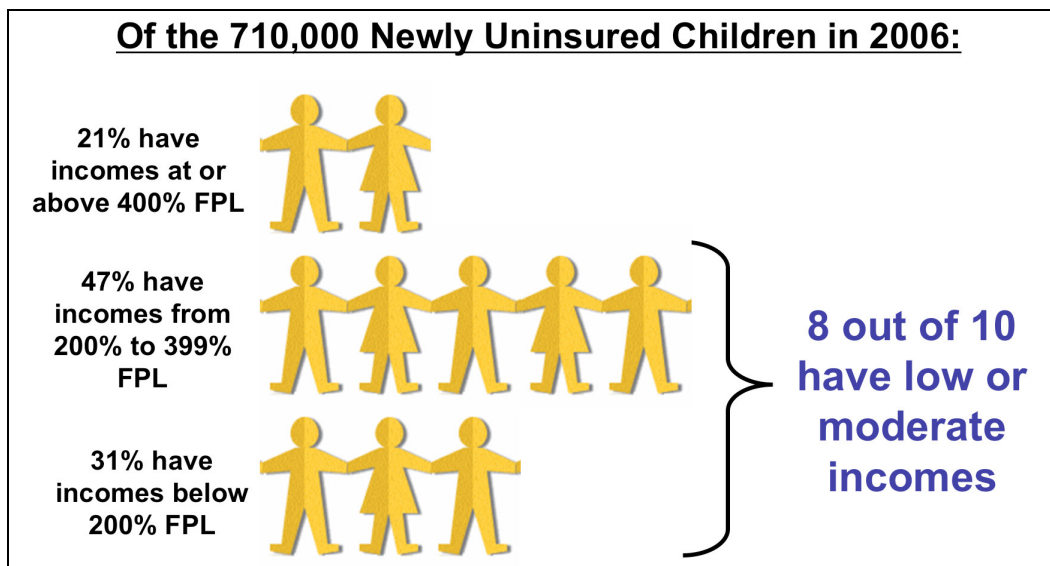 Of the 710,000 Newly Uninsured Children in 2006:
21% have
incomes at or
above 400% FPL
47% have
incomes from
200% to 399%
FPL
31% have
incomes below
200% FPL
8 out of 10
have low or
moderate
incomes